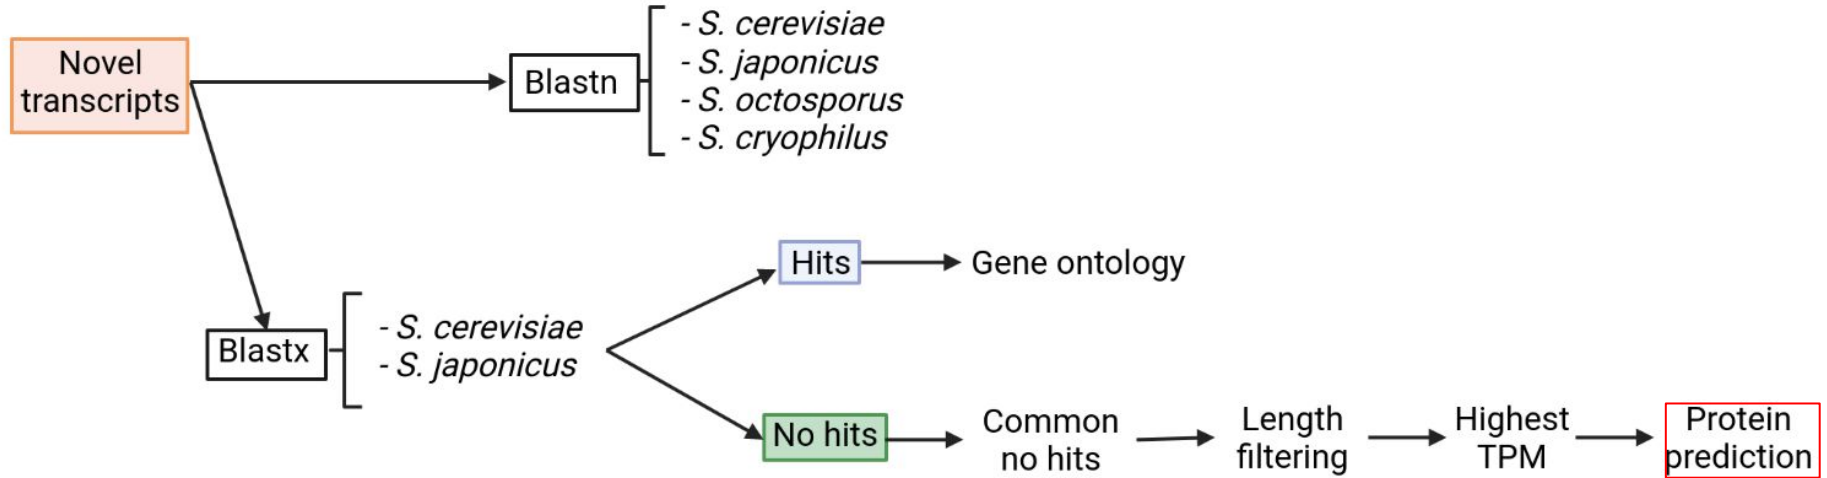 Novel
transcripts
Blastn
- S. cerevisiae
- S. japonicus
- S. octosporus
- S. cryophilus
Blastx
- S. cerevisiae
- S. japonicus
Hits
Gene ontology
No hits
Common
no hits
Length
filtering
Highest
TPM
Protein
prediction